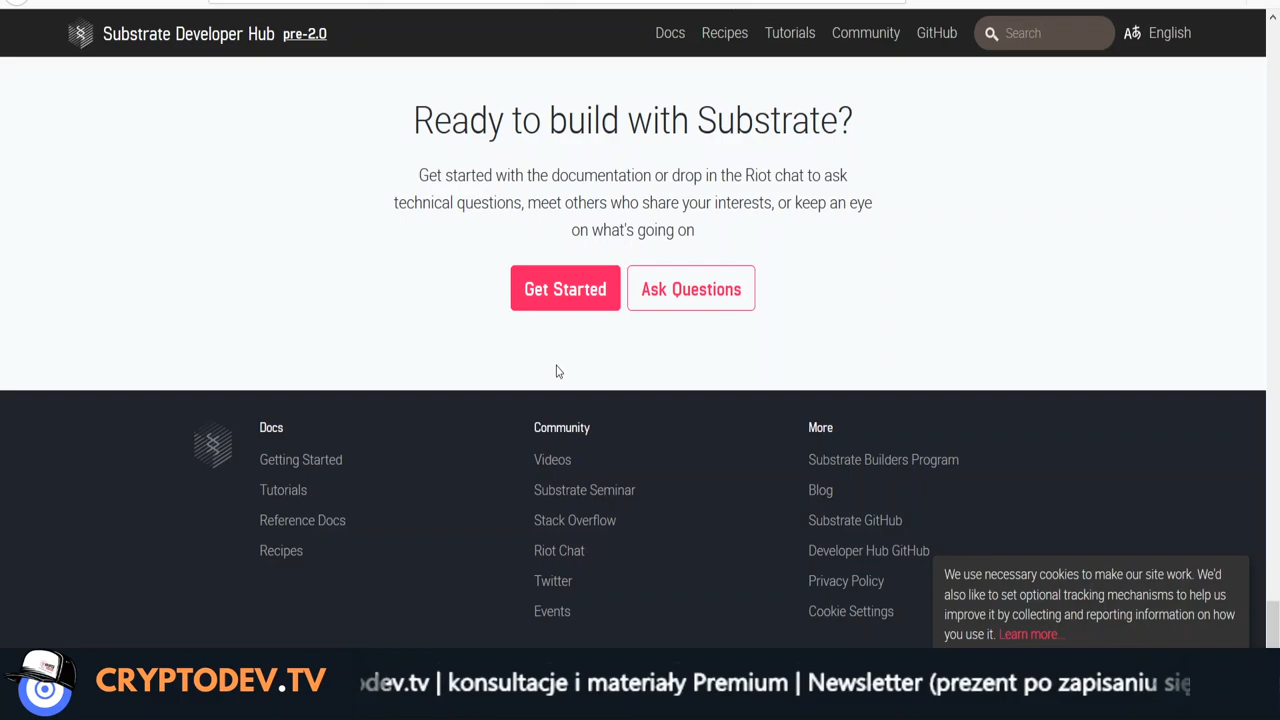 Substrate Developer Hub pre-2.0
Docs Recipes Tutorials Community GitHub Search Aあ English
Ready to build with Substrate?
Get started with the documentation or drop in the Riot chat to ask
technical questions, meet others who share your interests, or keep an eye
on what's going on
Get Started Ask Questions
Docs
Getting Started
Tutorials
Reference Docs
Recipes
Community
Videos
Substrate Seminar
Stack Overflow
Riot Chat
Twitter
Events
More
Substrate Builders Program
Blog
Substrate GitHub
Developer Hub GitHub
Privacy Policy
Cookie Settings
We use necessary cookies to make our site work. We'd
also like to set optional tracking mechanisms to help us
improve it by collecting and reporting information on how
you use it. Learn more...
CRYPTODEV.TV
odev.tv | konsultacje i materiały Premium | Newsletter (prezent po zapisaniu się